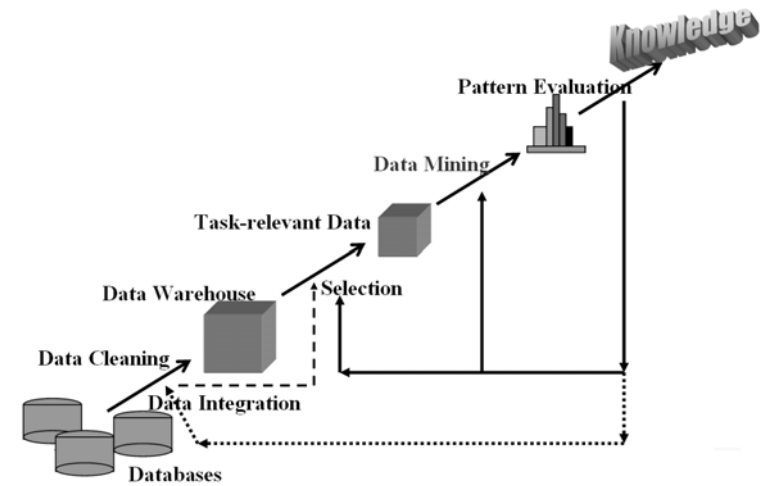 Knowledge
Pattern Evaluation
Data Mining
Task-relevant Data
Selection
Data Warehouse
Data Cleaning
Data Integration
Databases